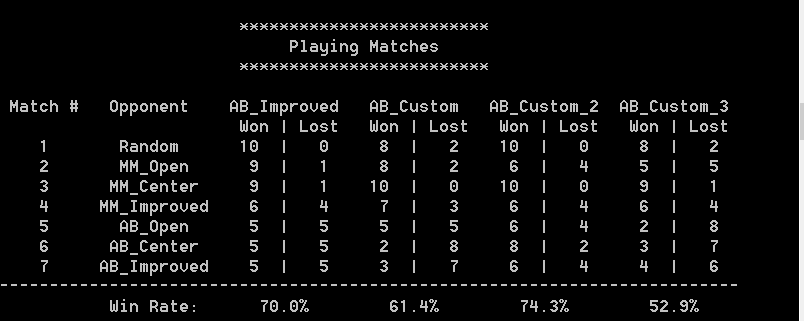 *************************
Playing Matches
*************************
Match # Opponent AB_Improved AB_Custom AB_Custom_2 AB_Custom_3
Won | Lost Won | Lost Won | Lost Won | Lost
1 Random 10 | 0 8 | 2 10 | 0 8 | 2
2 MM_Open 9 | 1 8 | 2 6 | 4 5 | 5
3 MM_Center 9 | 1 10 | 0 10 | 0 9 | 1
4 MM_Improved 6 | 4 7 | 3 6 | 4 6 | 4
5 AB_Open 5 | 5 5 | 5 6 | 4 2 | 8
6 AB_Center 5 | 5 2 | 8 8 | 2 3 | 7
7 AB_Improved 5 | 5 3 | 7 6 | 4 4 | 6
--------------------------------------------------------------------------
Win Rate: 70.0% 61.4% 74.3% 52.9%